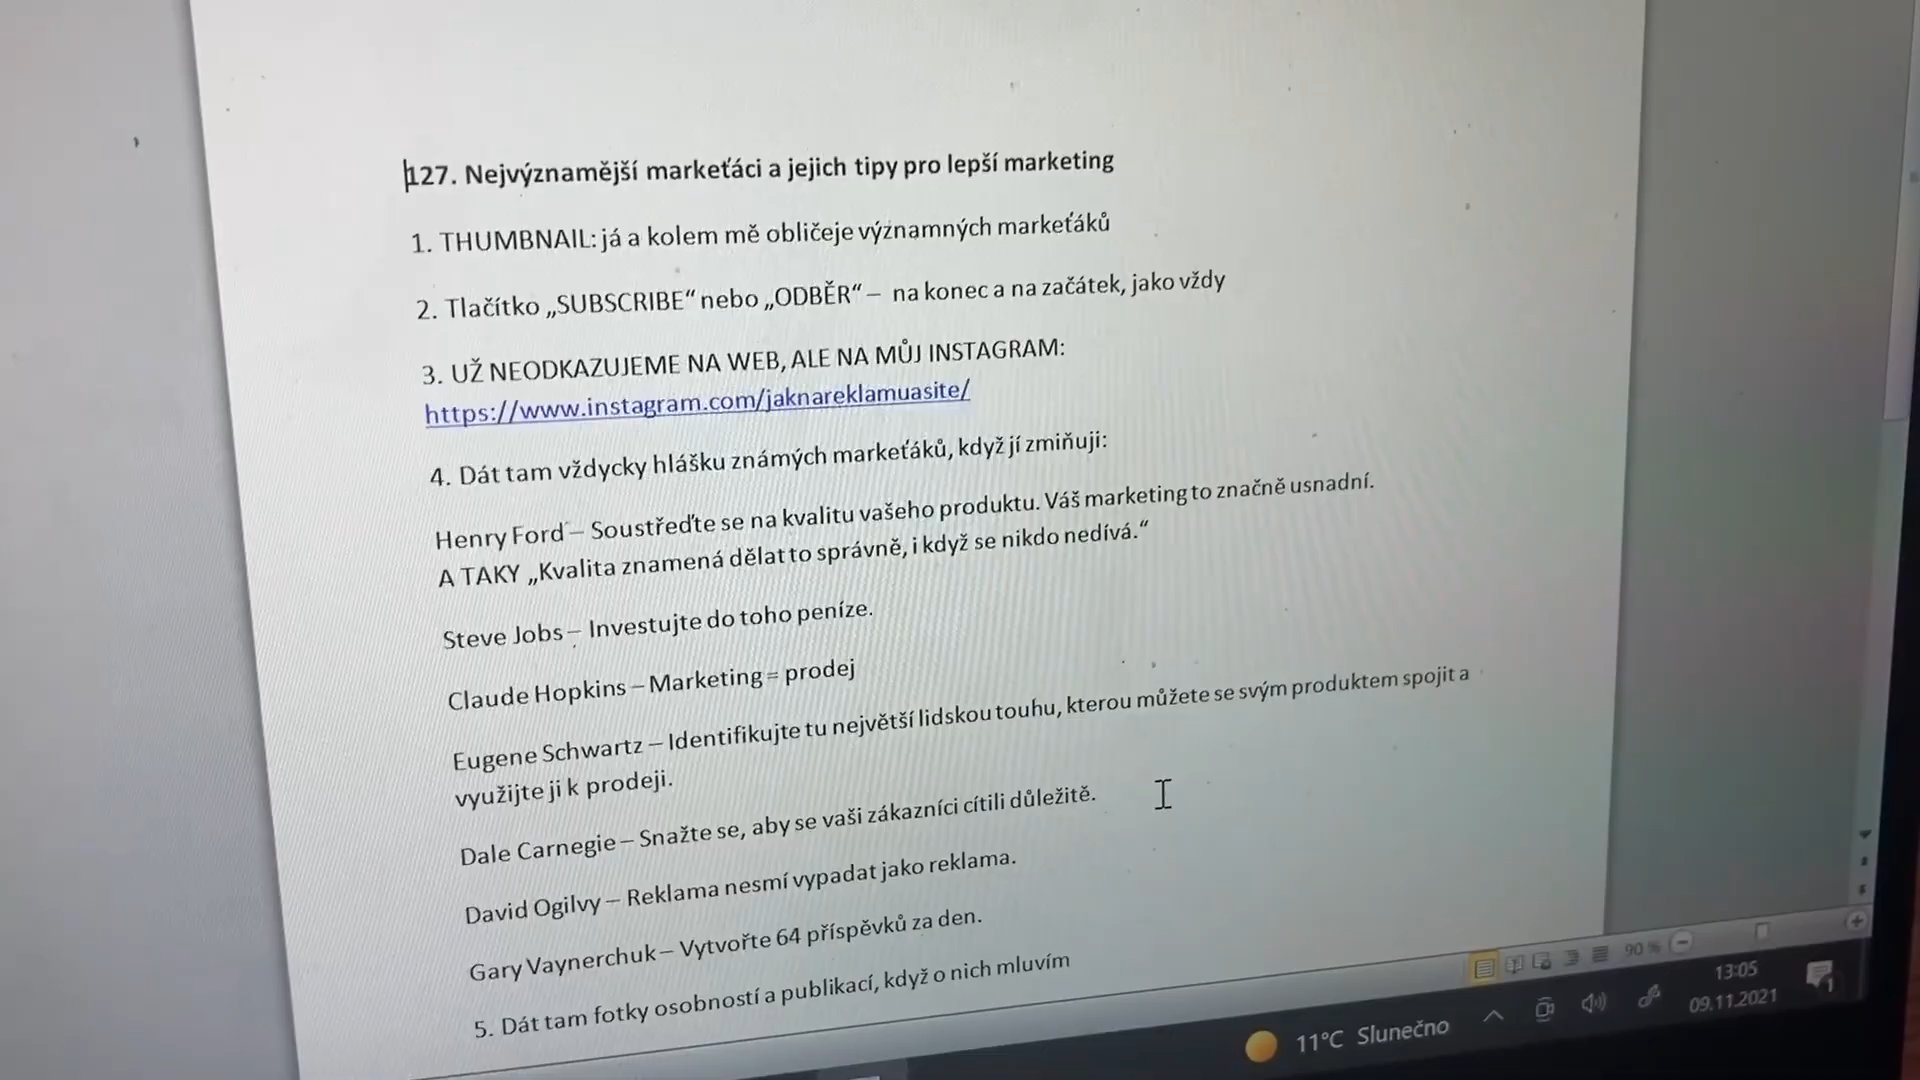 127. Nejvýznamější markeťáci a jejich tipy pro lepší marketing
1. THUMBNAIL: já a kolem mě obličeje významných markeťáků
2. Tlačítko „SUBSCRIBE“ nebo „ODBĚR“ – na konec a na začátek, jako vždy
3. UŽ NEODKAZUJEME NA WEB, ALE NA MŮJ INSTAGRAM:
https://www.instagram.com/jaknareklamuasite/
4. Dát tam vždycky hlášku známých markeťáků, když jí zmiňuji:
Henry Ford – Soustřeďte se na kvalitu vašeho produktu. Váš marketing to značně usnadní.
A TAKY „Kvalita znamená dělat to správně, i když se nikdo nedívá.“
Steve Jobs – Investujte do toho peníze.
Claude Hopkins – Marketing = prodej
Eugene Schwartz – Identifikujte tu největší lidskou touhu, kterou můžete se svým produktem spojit a
využijte ji k prodeji.
Dale Carnegie – Snažte se, aby se vaši zákazníci cítili důležitě.
David Ogilvy – Reklama nesmí vypadat jako reklama.
Gary Vaynerchuk – Vytvořte 64 příspěvků za den.
5. Dát tam fotky osobností a publikací, když o nich mluvím
90 %
11°C Slunečno
13:05
09.11.2021
1